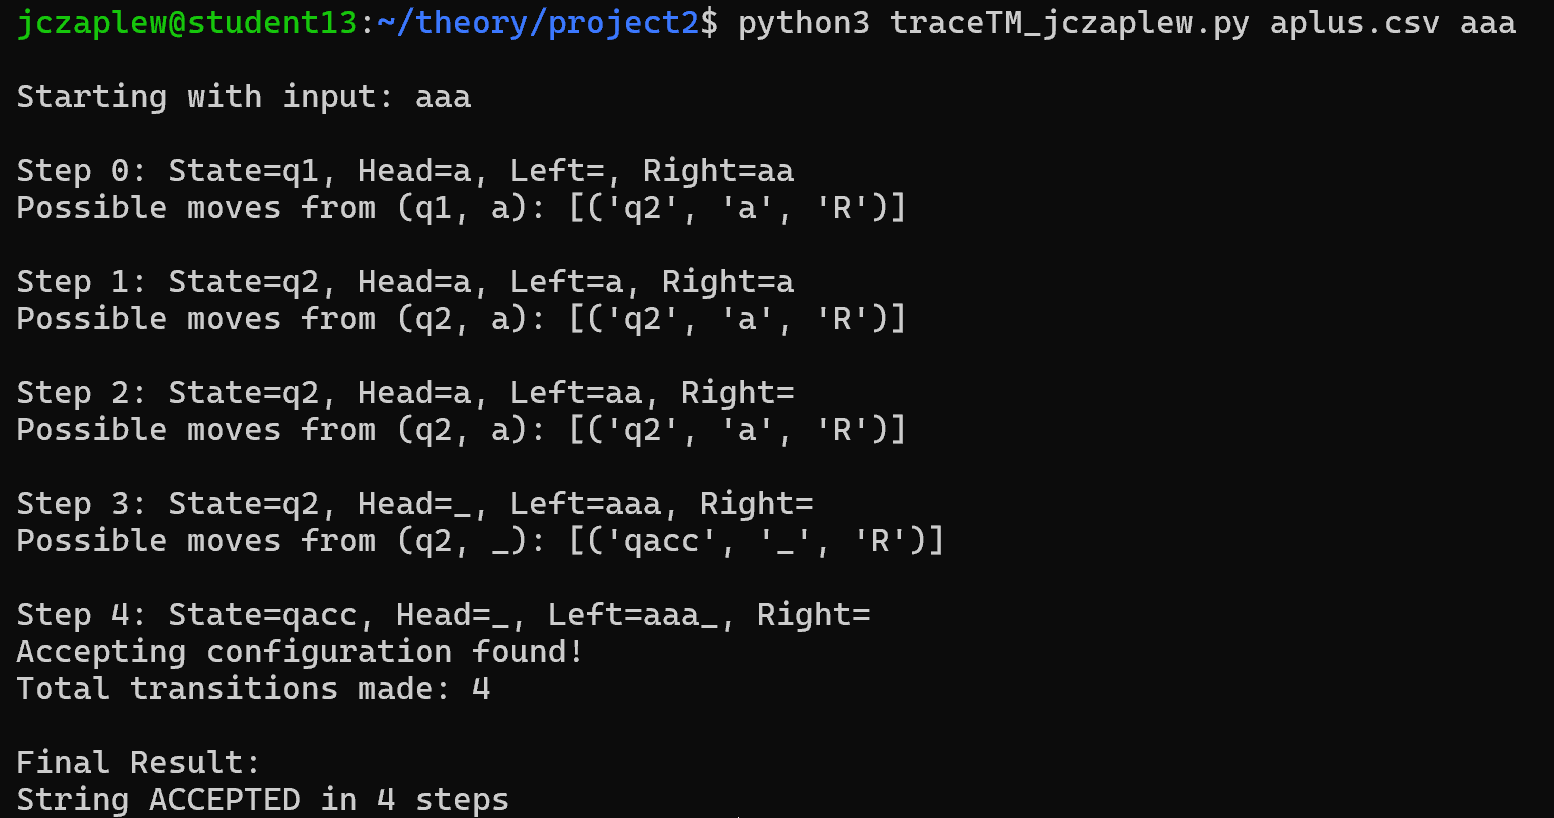 jczaplew@student13:~/theory/project2$ python3 traceTM_jczaplew.py aplus.csv aaa
Starting with input: aaa
Step 0: State=q1, Head=a, Left=, Right=aa
Possible moves from (q1, a): [('q2', 'a', 'R')]
Step 1: State=q2, Head=a, Left=a, Right=a
Possible moves from (q2, a): [('q2', 'a', 'R')]
Step 2: State=q2, Head=a, Left=aa, Right=
Possible moves from (q2, a): [('q2', 'a', 'R')]
Step 3: State=q2, Head=_, Left=aaa, Right=
Possible moves from (q2, _): [('qacc', '_', 'R')]
Step 4: State=qacc, Head=_, Left=aaa_, Right=
Accepting configuration found!
Total transitions made: 4
Final Result:
String ACCEPTED in 4 steps